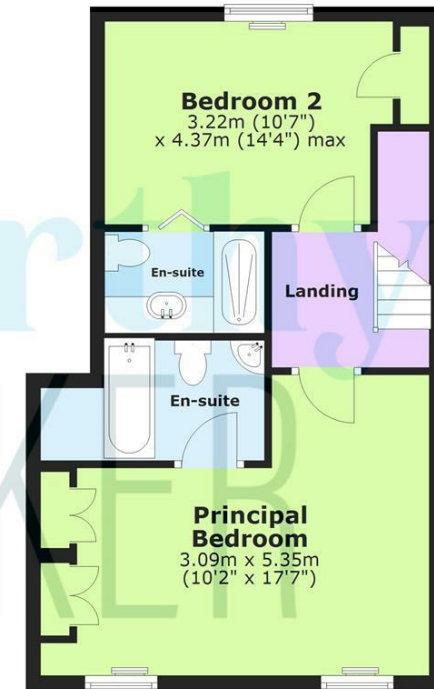 Bedroom 2
3.22m (10'7")
x 4.37m (14'4") max
En-suite
Landing
En-suite
Principal
Bedroom
3.09m x 5.35m
(10'2" x 17'7")